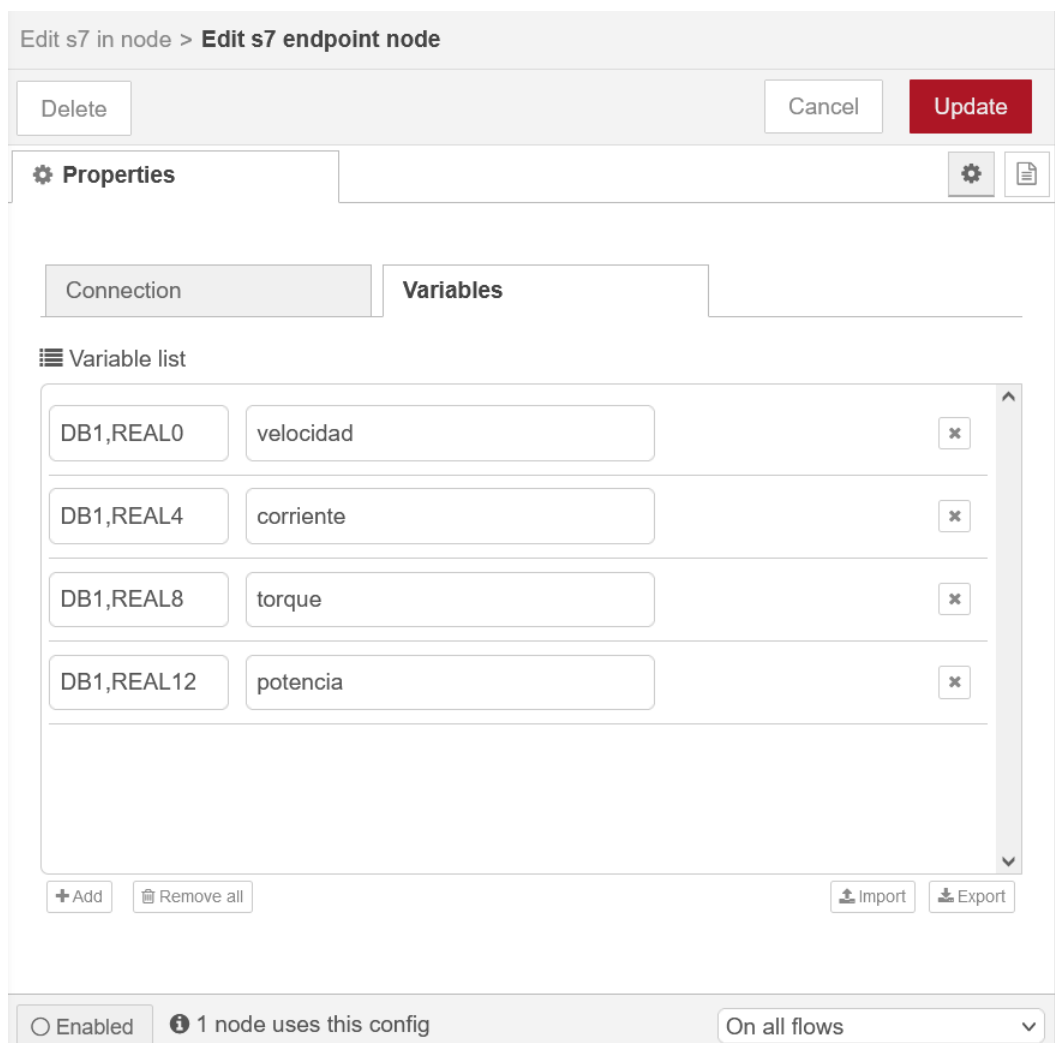 Edit s7 in node > Edit s7 endpoint node
Delete Cancel Update
Properties
Connection Variables
Variable list
DB1,REAL0 velocidad
DB1,REAL4 corriente
DB1,REAL8 torque
DB1,REAL12 potencia
Add Remove all Import Export
Enabled 1 node uses this config On all flows